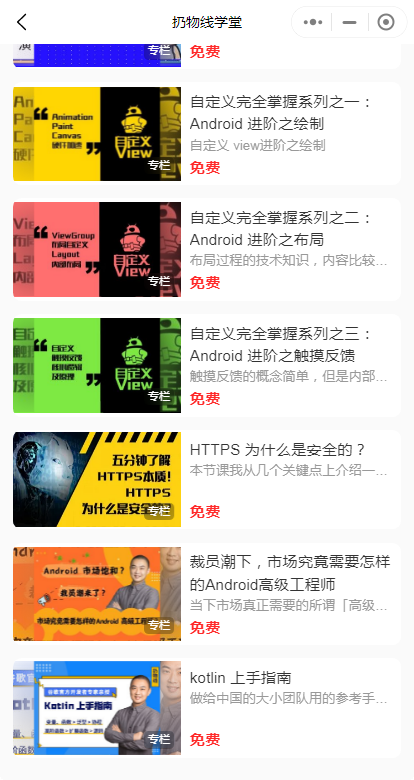 扔物线学堂
专栏
免费
Animation
Paint
Canvas
自定义
View
专栏
自定义完全掌握系列之一：
Android 进阶之绘制
自定义 view进阶之绘制
免费
ViewGroup
Layout
自定义
View
专栏
自定义完全掌握系列之二：
Android 进阶之布局
布局过程的技术知识，内容比较...
免费
自定义
自定义
View
专栏
自定义完全掌握系列之三：
Android 进阶之触摸反馈
触摸反馈的概念简单，但是内部...
免费
五分钟了解
HTTPS本质！
HTTPS
为什么是安全的
专栏
HTTPS 为什么是安全的？
本节课我从几个关键点上介绍一...
免费
Android 市场饱和？
裁员潮来了？
市场究竟需要怎样的Android 高级工程师
专栏
裁员潮下，市场究竟需要怎样
的Android高级工程师
当下市场真正需要的所谓「高级...
免费
Kotlin 上手指南
专栏
kotlin 上手指南
做给中国的大小团队用的参考手...
免费